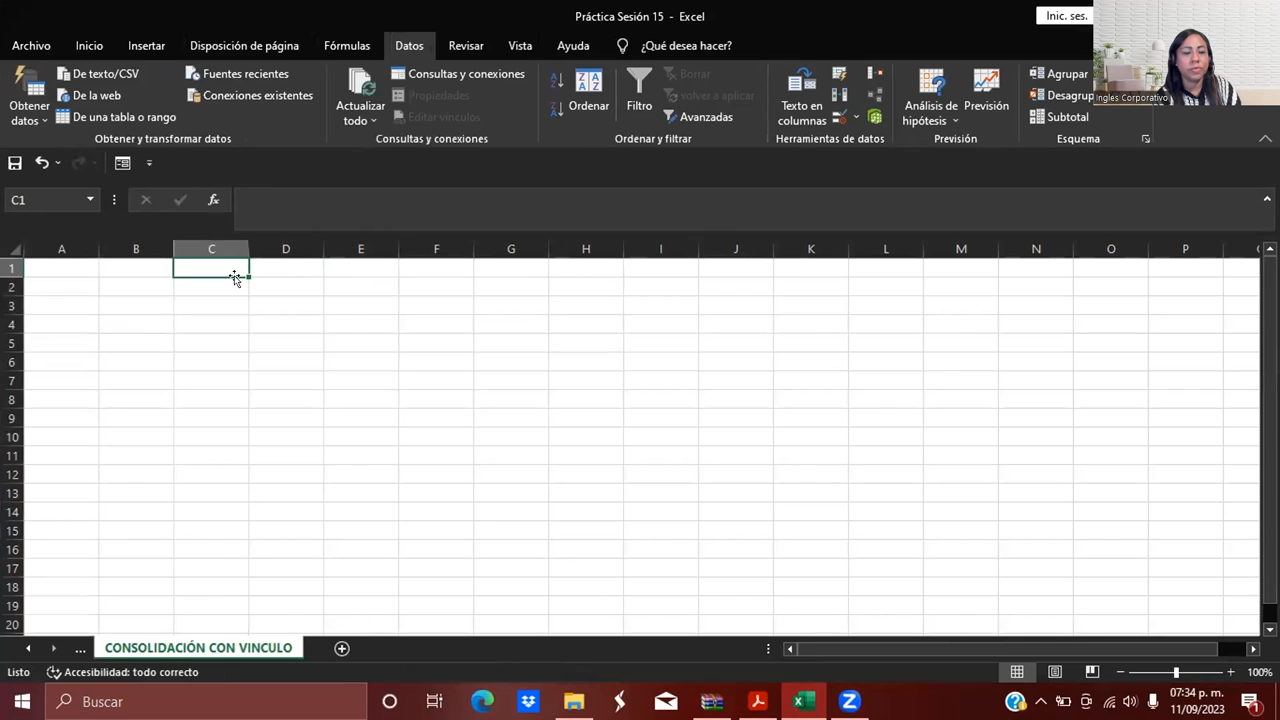 Práctica Sesión 15 - Excel
Inic. ses.
Archivo Inicio Insertar Disposición de página Fórmulas Datos Revisar Vista Ayuda ¿Qué desea hacer?
Obtener datos
De texto/CSV
De la web
De una tabla o rango
Fuentes recientes
Conexiones existentes
Obtener y transformar datos
Actualizar todo
Consultas y conexiones
Propiedades
Editar vínculos
Consultas y conexiones
Ordenar
Filtro
Borrar
Volver a aplicar
Avanzadas
Ordenar y filtrar
Texto en columnas
Herramientas de datos
Análisis de hipótesis
Previsión
Previsión
Agrupar
Desagrup
Subtotal
Esquema
Inglés Corporativo
C1
fx
A B C D E F G H I J K L M N O P
1
2
3
4
5
6
7
8
9
10
11
12
13
14
15
16
17
18
19
20
... CONSOLIDACIÓN CON VINCULO
Listo Accesibilidad: todo correcto 100%
Buscar
07:34 p. m.
11/09/2023
1